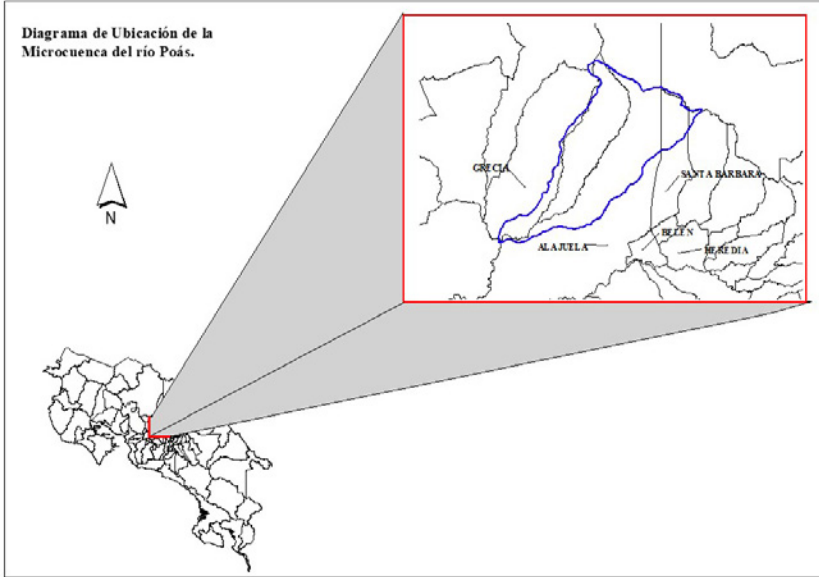 Diagrama de Ubicación de la
Microcuenca del río Poás.
N
GRECIA
SANTA BARBARA
BELEN
ALAJUELA
HEREDIA